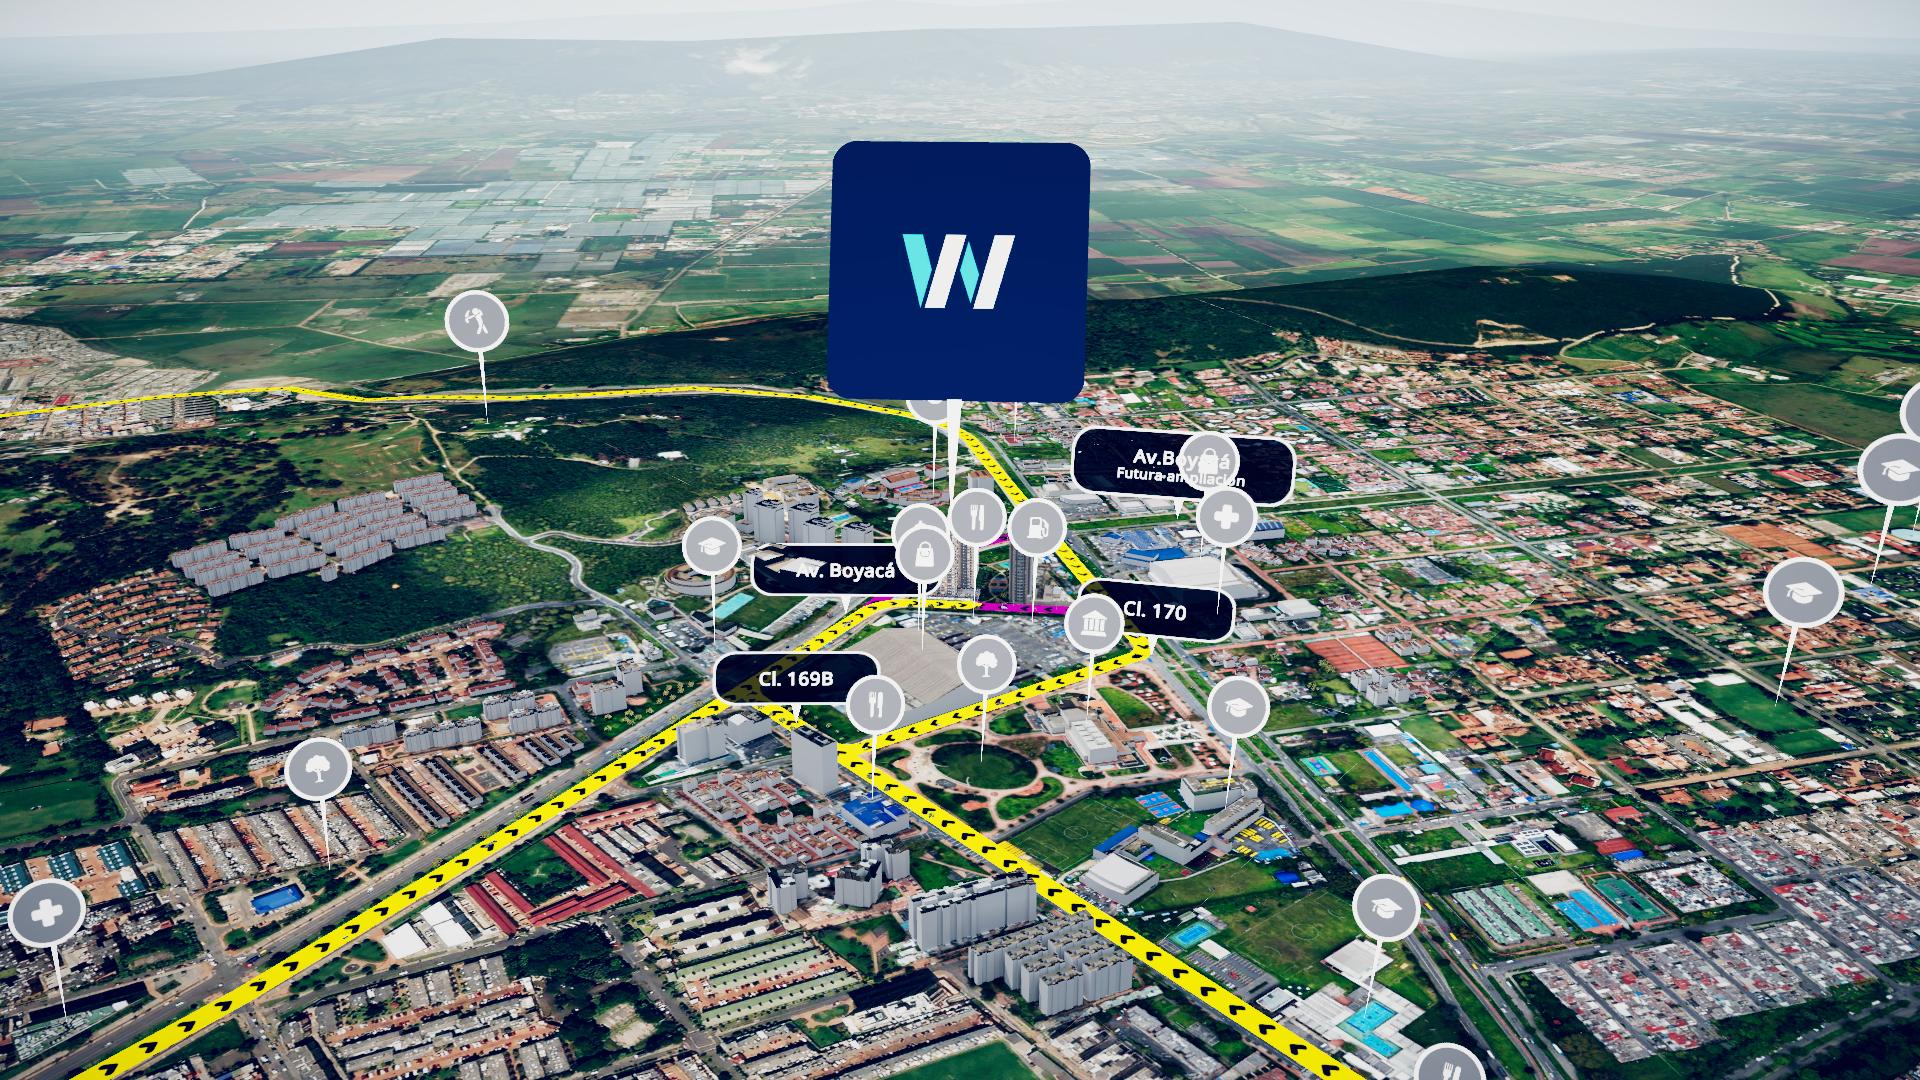 W
Av.Boyacá
Futura ampliación
Av. Boyacá
Cl. 170
Cl. 169B